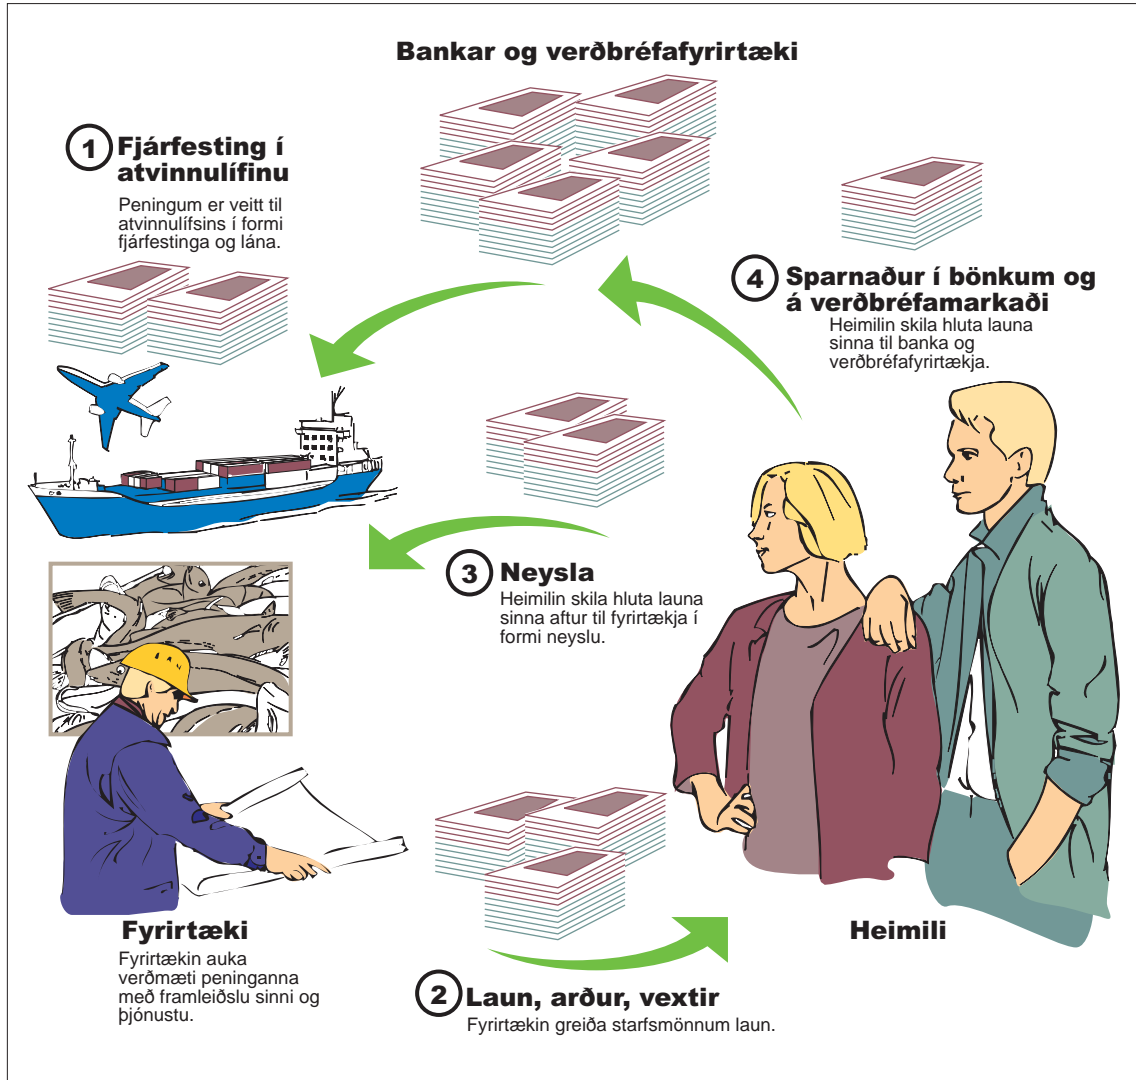 Bankar og verðbréfafyrirtæki
1
Fjárfesting í
atvinnulífinu
Peningum er veitt til
atvinnulífsins í formi
fjárfestinga og lána.
4
Sparnaður í bönkum og
á verðbréfamarkaði
Heimilin skila hluta launa
sinna til banka og
verðbréfafyrirtækja.
3
Neysla
Heimilin skila hluta launa
sinna aftur til fyrirtækja í
formi neyslu.
Fyrirtæki
Fyrirtækin auka
verðmæti peninganna
með framleiðslu sinni og
þjónustu.
Heimili
2
Laun, arður, vextir
Fyrirtækin greiða starfsmönnum laun.